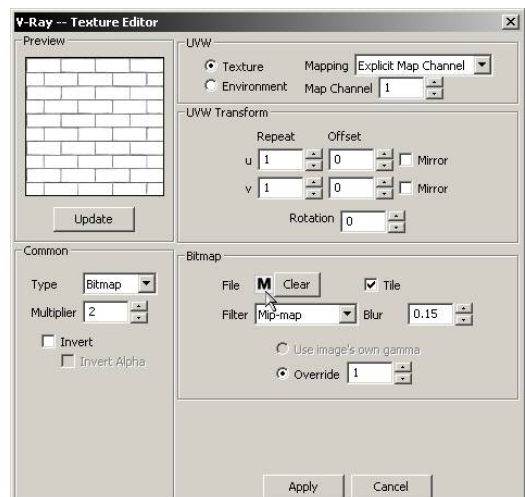 V-Ray -- Texture Editor
Preview
Update
UVW
Texture Mapping Explicit Map Channel
Environment Map Channel 1
UVW Transform
Repeat Offset
u 1 0 Mirror
v 1 0 Mirror
Rotation 0
Common
Type Bitmap
Multiplier 2
Invert
Invert Alpha
Bitmap
File M Clear Tile
Filter Mip-map Blur 0.15
Use image's own gamma
Override 1
Apply Cancel